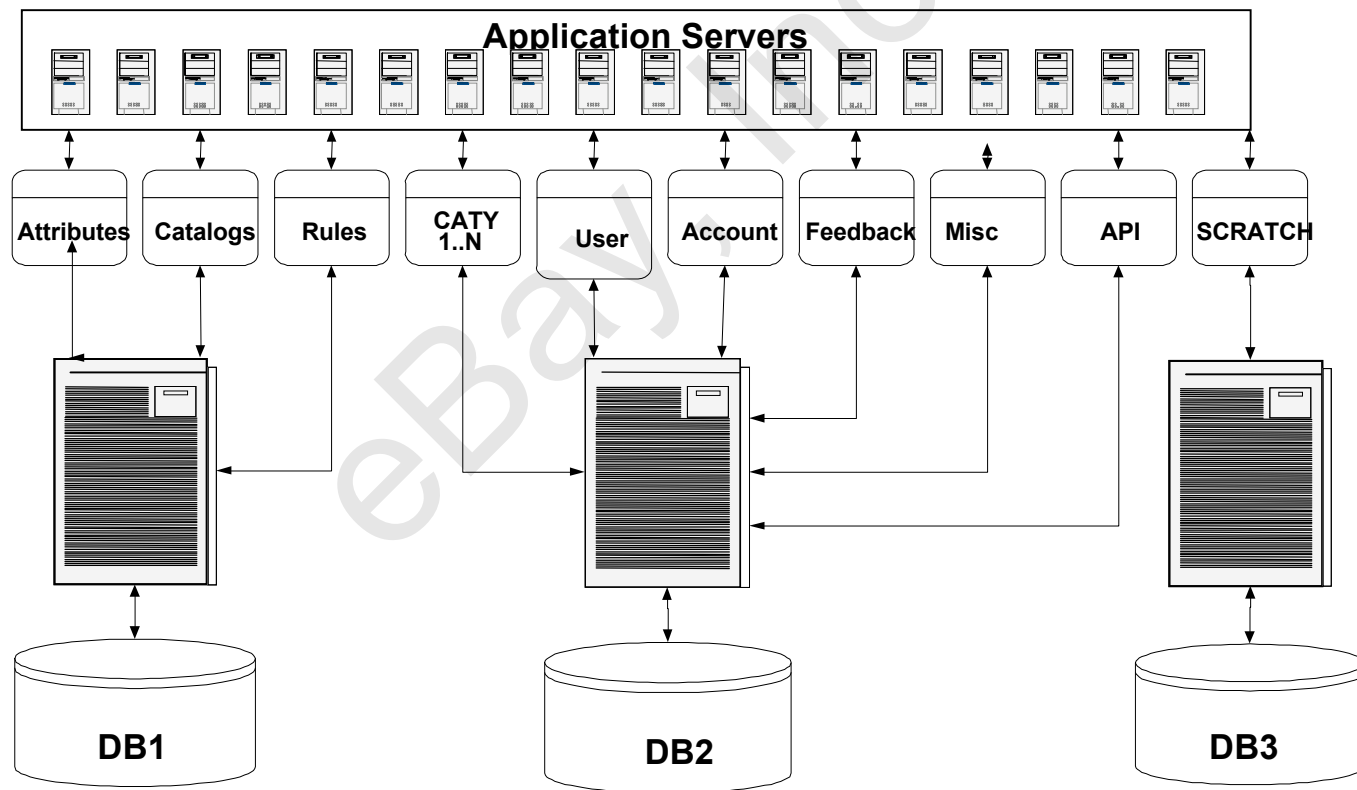 Application Servers
Attributes
Catalogs
Rules
CATY
1..N
User
Account
Feedback
Misc
API
SCRATCH
DB1
DB2
DB3
eBay, Inc